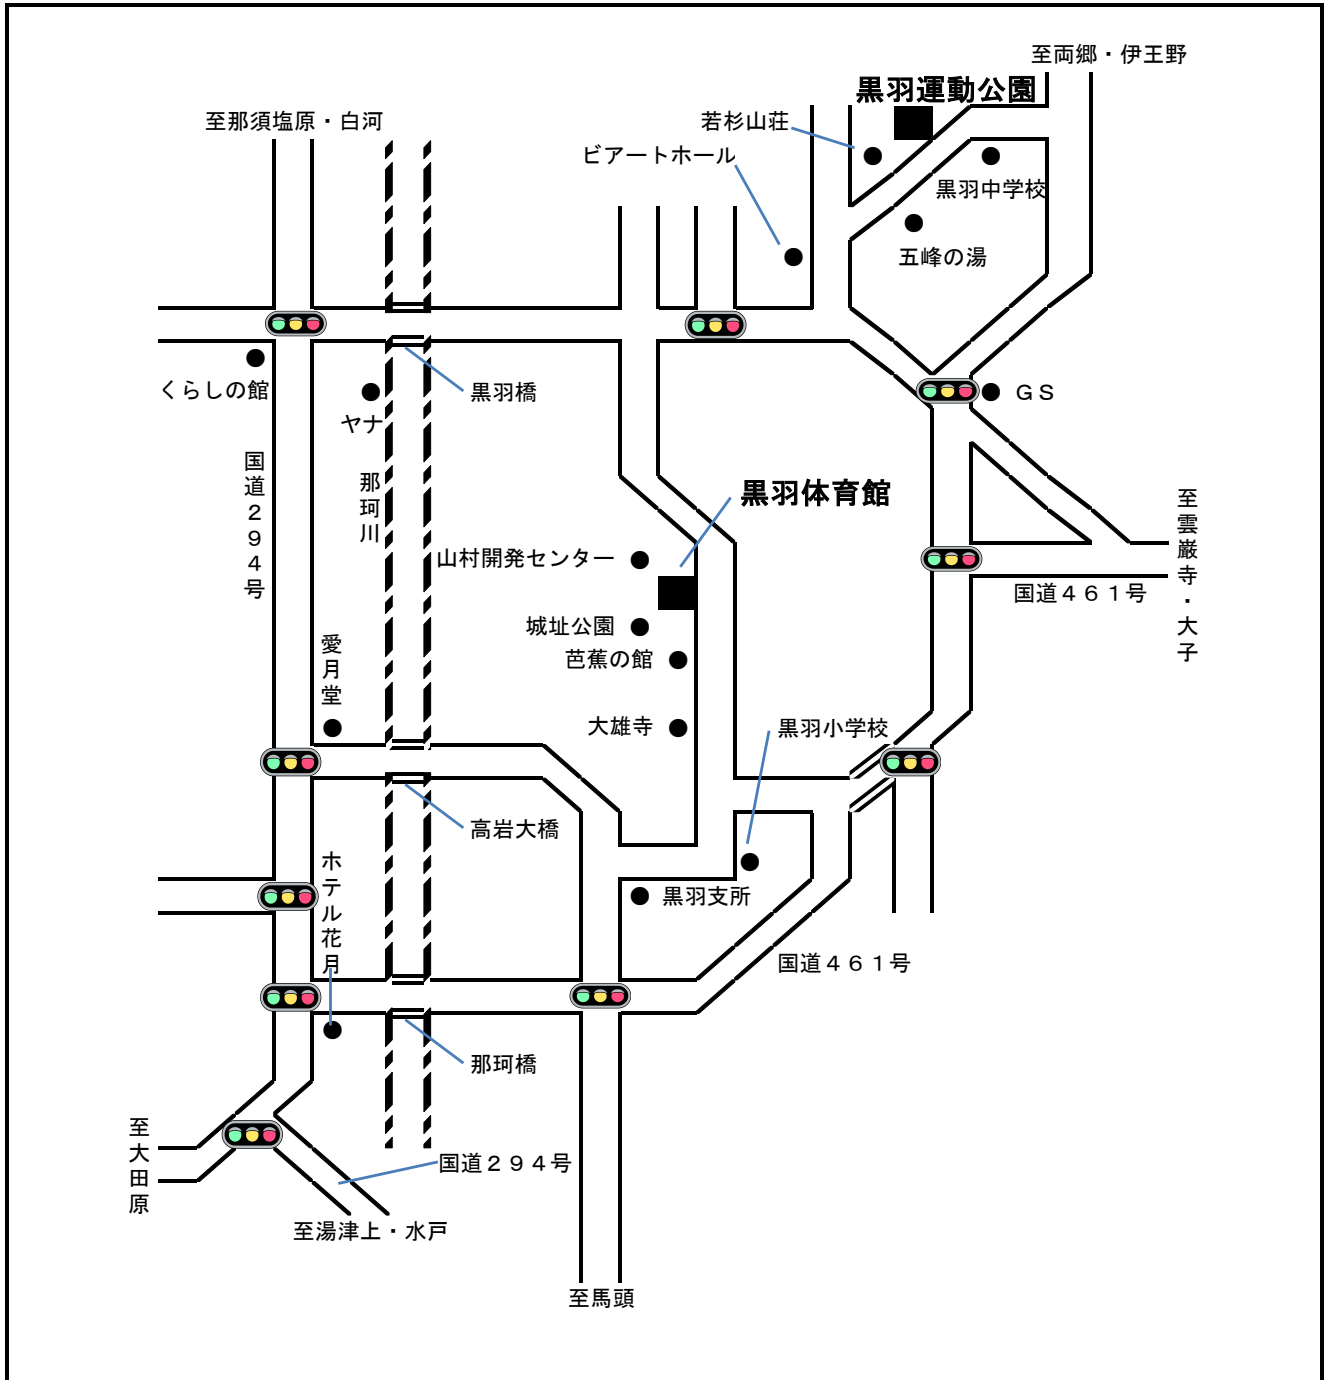 至両郷・伊王野
黒羽運動公園
若杉山荘
至那須塩原・白河
ビアートホール
黒羽中学校
五峰の湯
くらしの館
ヤナ
黒羽橋
ＧＳ
国道２９４号
那珂川
黒羽体育館
至雲巌寺・大子
山村開発センター
国道４６１号
城址公園
芭蕉の館
愛月堂
大雄寺
黒羽小学校
高岩大橋
ホテル花月
黒羽支所
国道４６１号
那珂橋
至大田原
国道２９４号
至湯津上・水戸
至馬頭